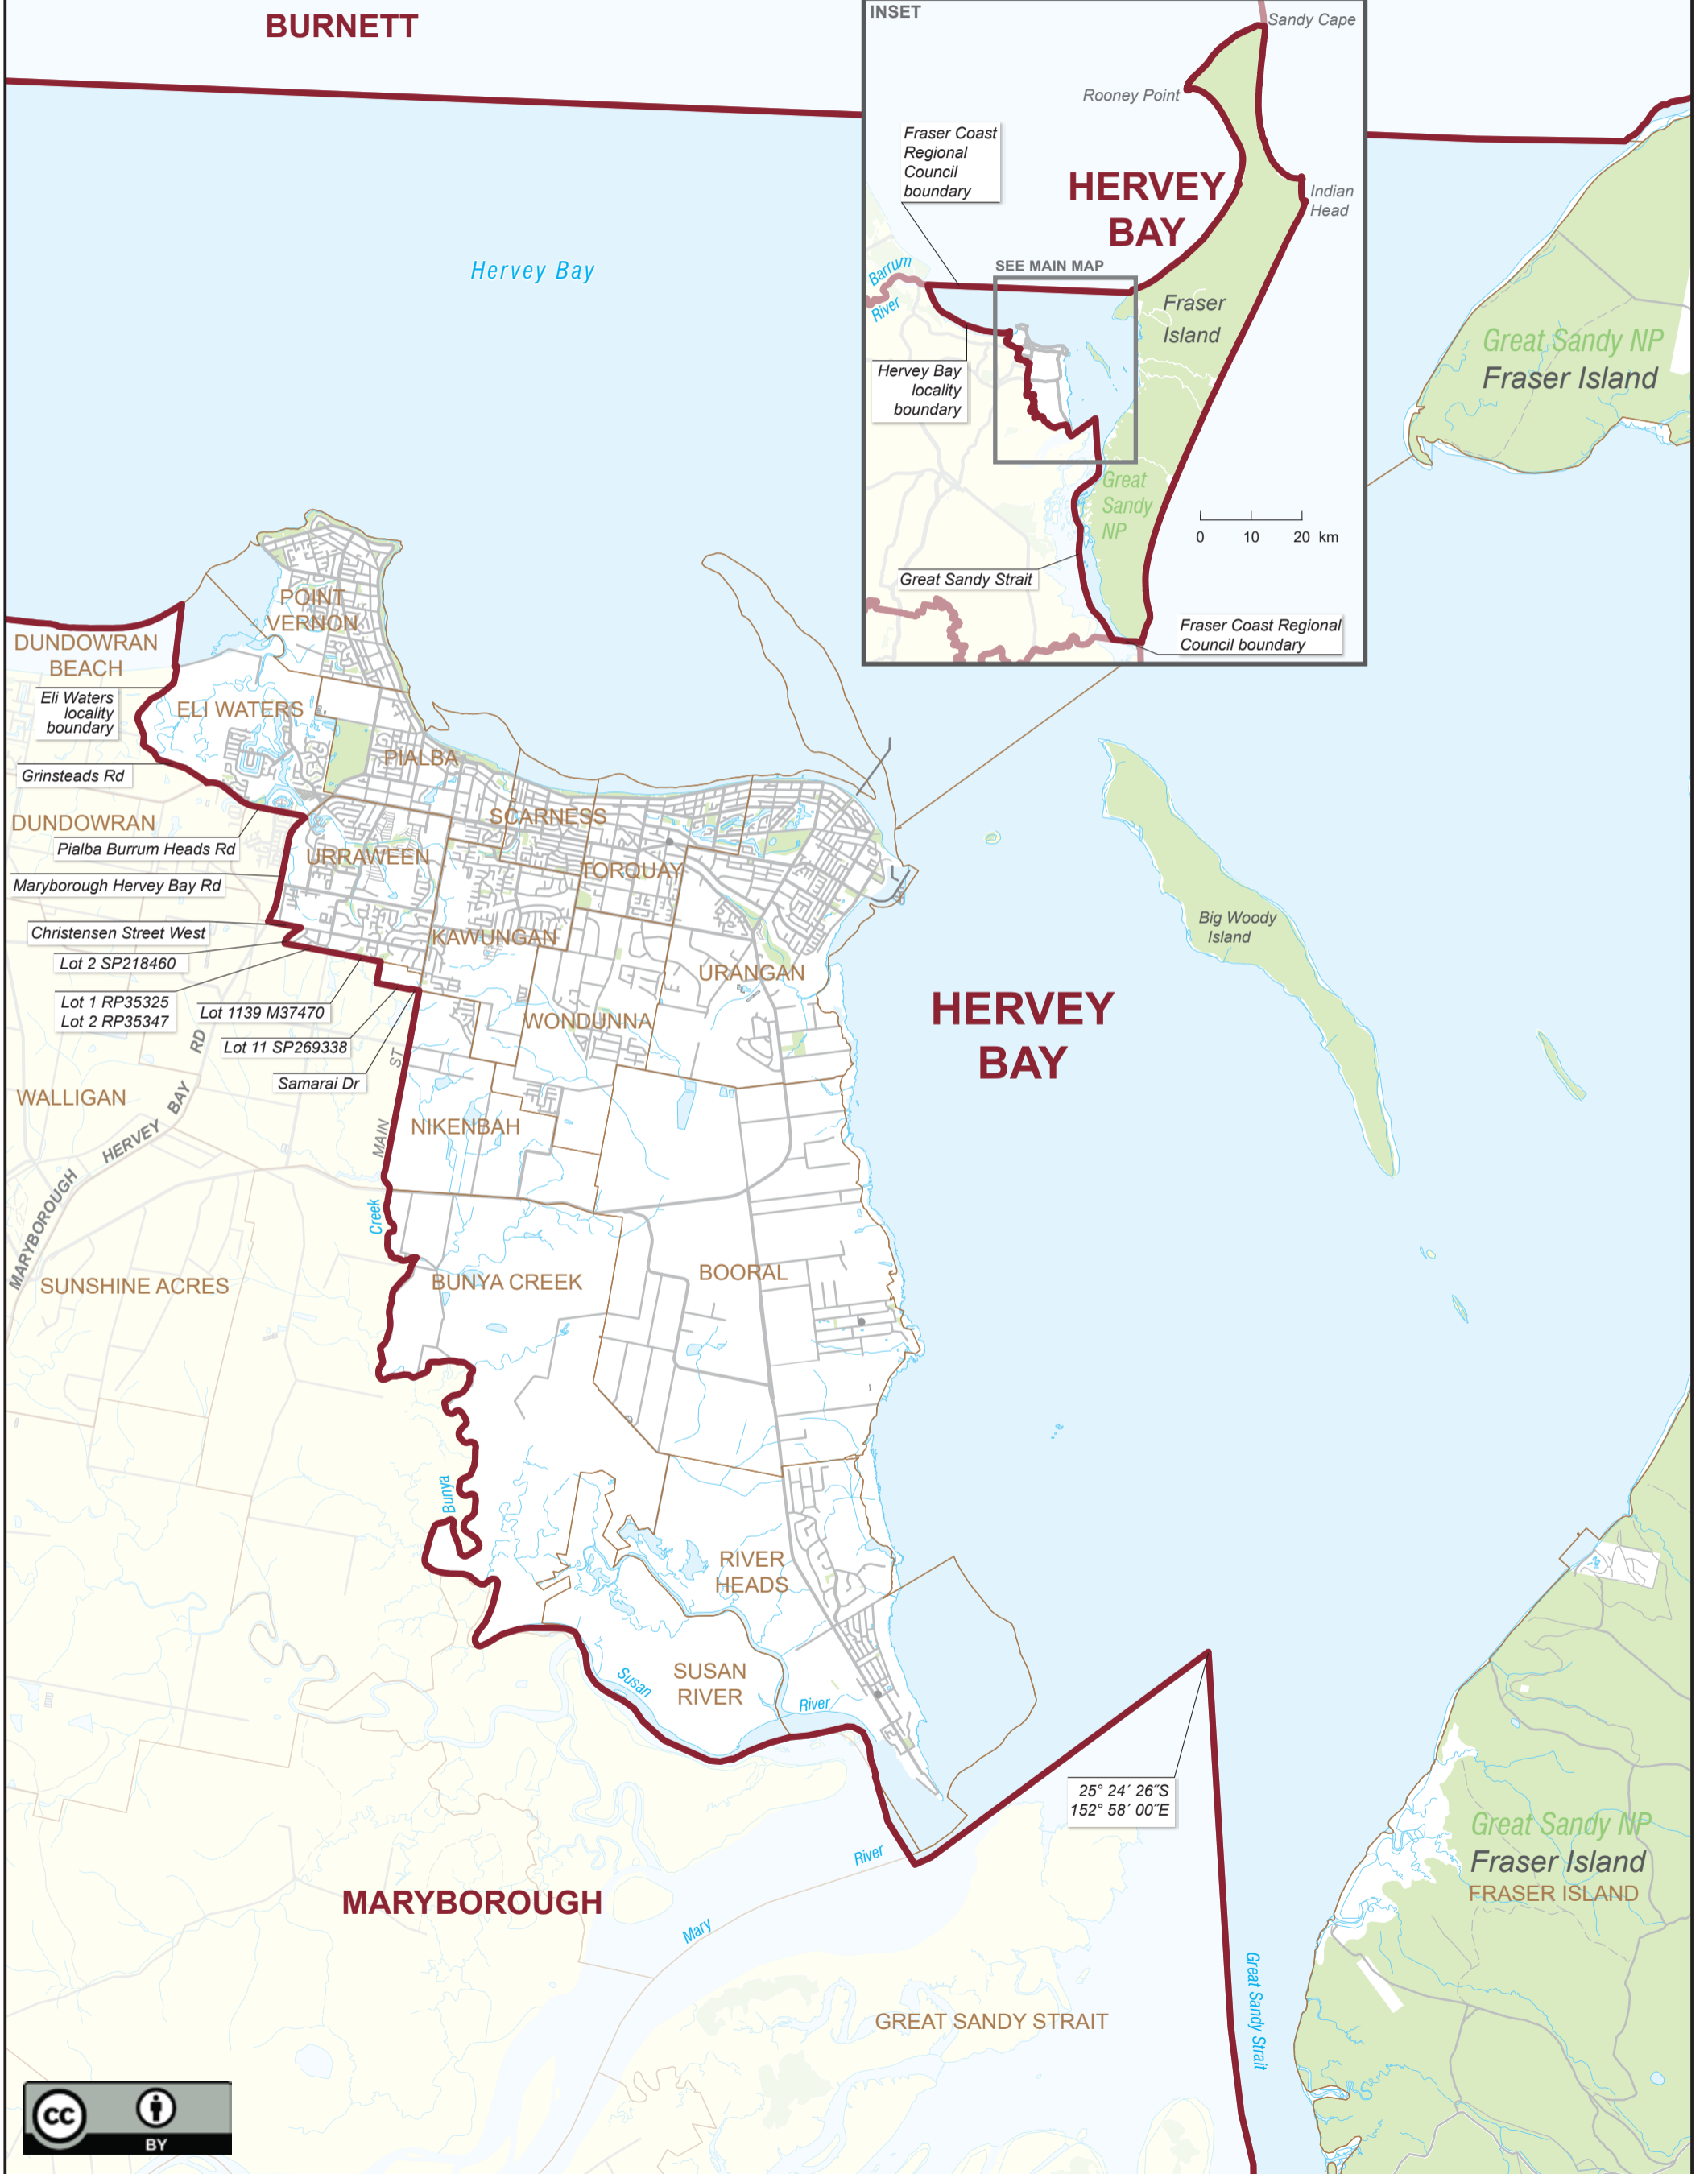 BURNETT
INSET
Sandy Cape
Rooney Point
Fraser Coast
Regional
Council
boundary
HERVEY
BAY
Indian
Head
SEE MAIN MAP
Barrum
River
Fraser
Island
Hervey Bay
locality
boundary
Great
Sandy
NP
0 10 20 km
Great Sandy Strait
Fraser Coast Regional
Council boundary
Hervey Bay
Great Sandy NP
Fraser Island
POINT
VERNON
DUNDOWRAN
BEACH
Eli Waters
locality
boundary
ELI WATERS
PIALBA
Grinsteads Rd
SCARNESS
DUNDOWRAN
Pialba Burrum Heads Rd
URRAWEEN
TORQUAY
Maryborough Hervey Bay Rd
Christensen Street West
KAWUNGAN
Lot 2 SP218460
URANGAN
Lot 1 RP35325
Lot 2 RP35347
Lot 1139 M37470
WONDUNNA
Lot 11 SP269338
Samarai Dr
Big Woody
Island
HERVEY
BAY
WALLIGAN
MARYBOROUGH HERVEY BAY RD
MAIN ST
NIKENBAH
Creek
SUNSHINE ACRES
BUNYA CREEK
BOORAL
Bunya
RIVER
HEADS
SUSAN
RIVER
Susan
River
25° 24´ 26˝S
152° 58´ 00˝E
River
Mary
MARYBOROUGH
Great Sandy NP
Fraser Island
FRASER ISLAND
Great Sandy Strait
GREAT SANDY STRAIT
CC
BY